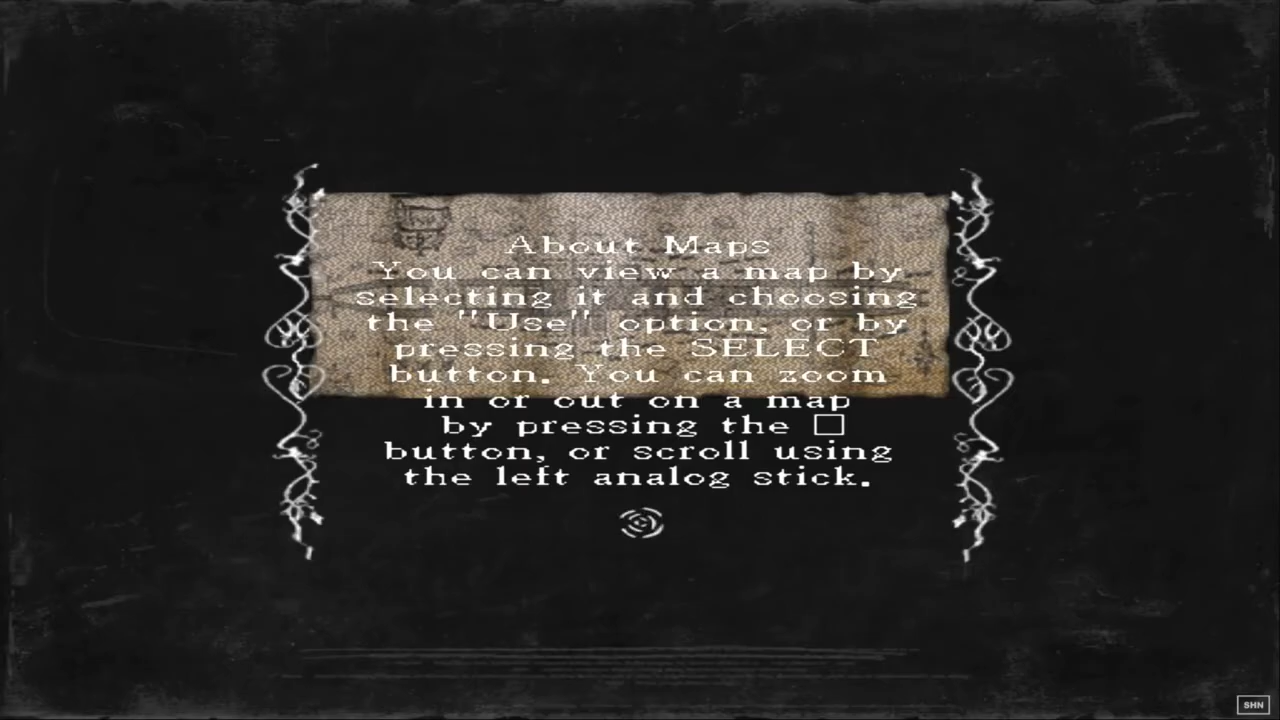 About Maps
You can view a map by
selecting it and choosing
the "Use" option, or by
pressing the SELECT
button. You can zoom
in or out on a map
by pressing the □
button, or scroll using
the left analog stick.
SHN